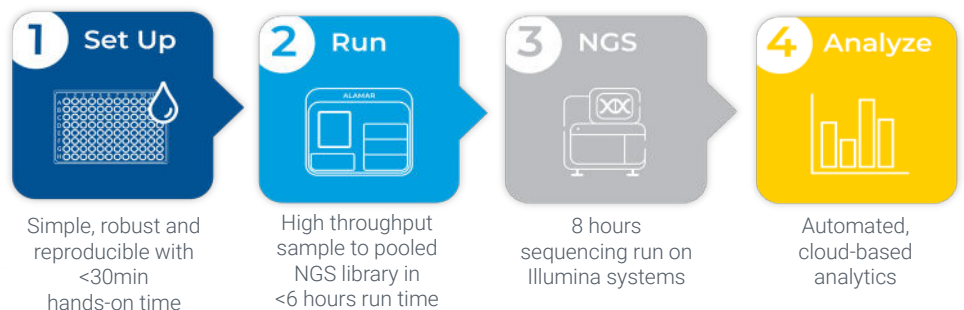 1 Set Up
Simple, robust and
reproducible with
<30min
hands-on time
2 Run
ALAMAR
High throughput
sample to pooled
NGS library in
<6 hours run time
3 NGS
8 hours
sequencing run on
Illumina systems
4 Analyze
Automated,
cloud-based
analytics